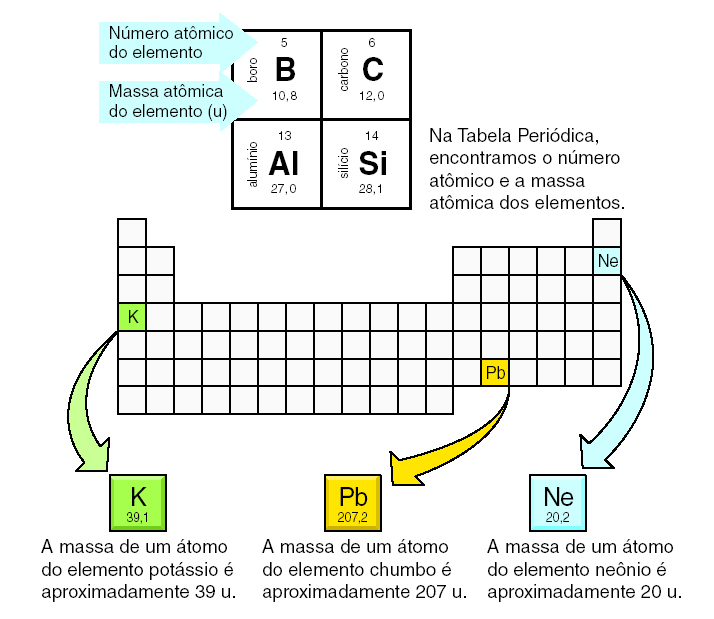 Número atômico
do elemento
Massa atômica
do elemento (u)
5
6
boro
B
carbono
C
10,8
12,0
13
14
alumínio
Al
silício
Si
27,0
28,1
Na Tabela Periódica,
encontramos o número
atômico e a massa
atômica dos elementos.
Ne
K
Pb
K
39,1
Pb
207,2
Ne
20,2
A massa de um átomo
do elemento potássio é
aproximadamente 39 u.
A massa de um átomo
do elemento chumbo é
aproximadamente 207 u.
A massa de um átomo
do elemento neônio é
aproximadamente 20 u.